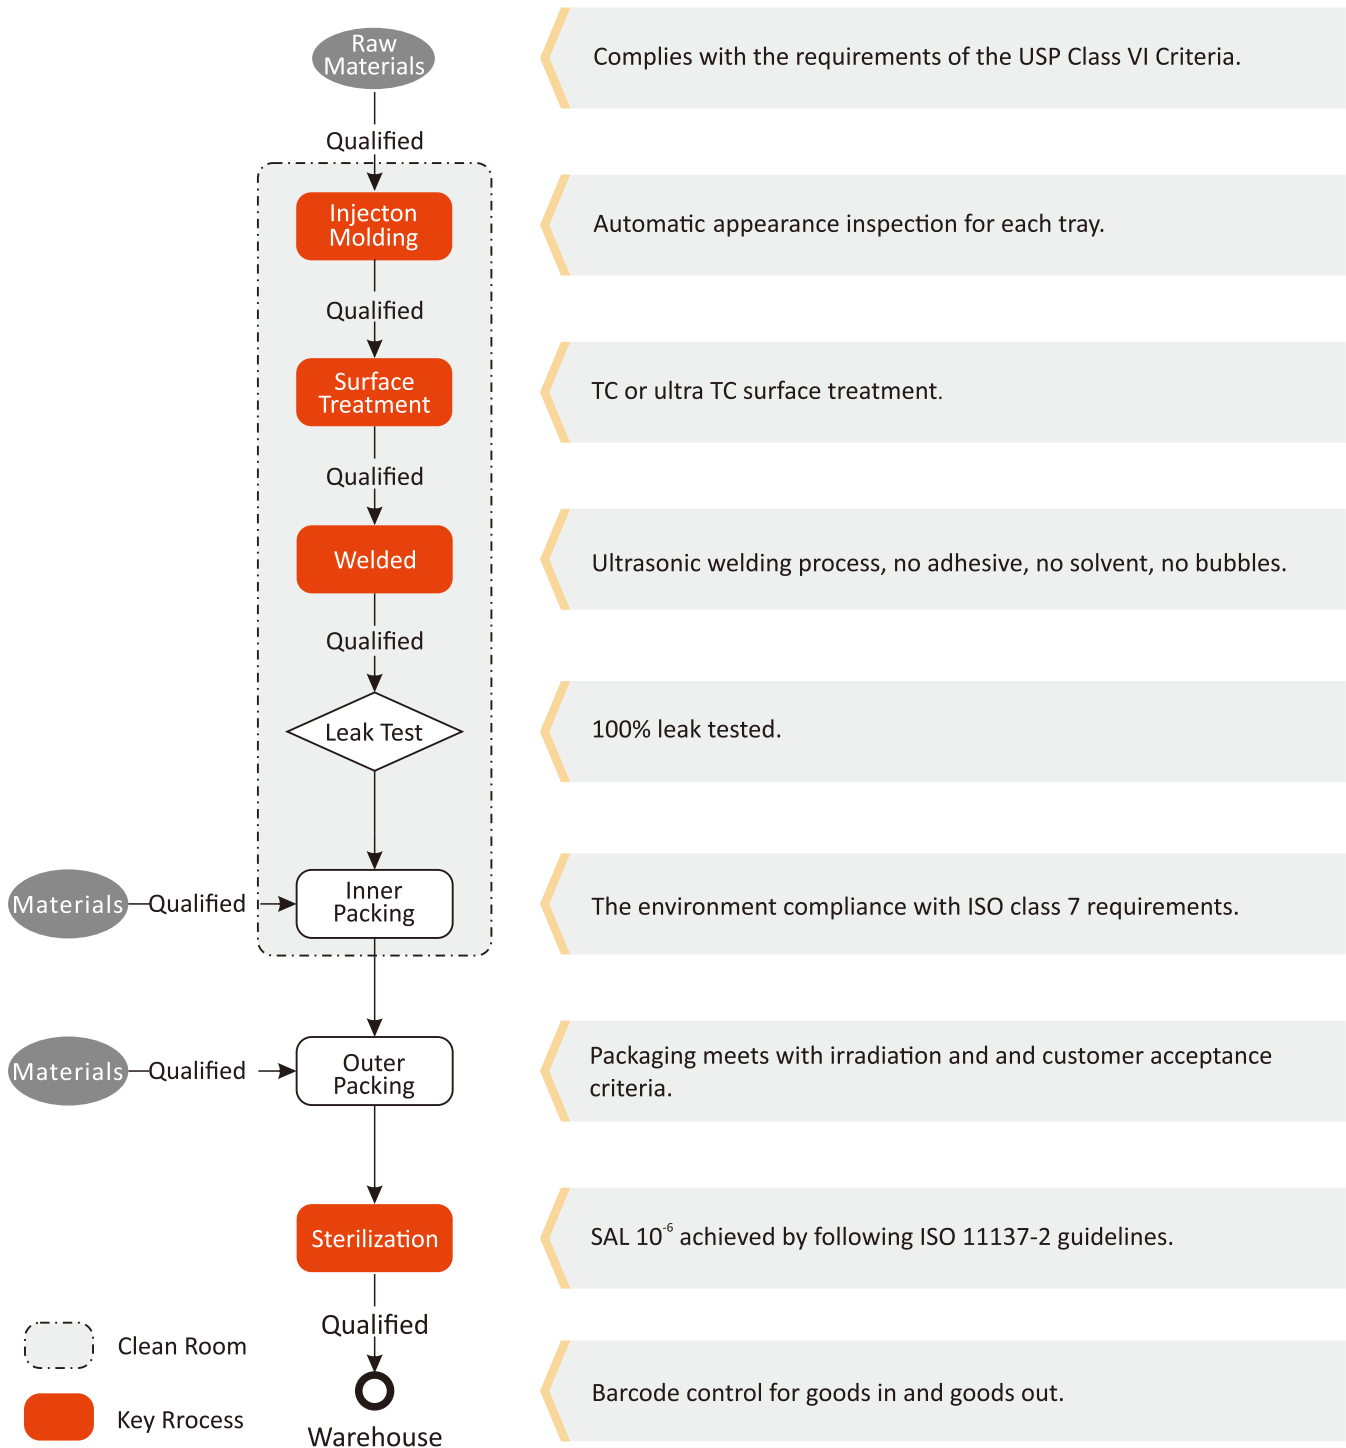 Raw
Materials
Complies with the requirements of the USP Class VI Criteria.
Qualified
Injecton
Molding
Automatic appearance inspection for each tray.
Qualified
Surface
Treatment
TC or ultra TC surface treatment.
Qualified
Welded
Ultrasonic welding process, no adhesive, no solvent, no bubbles.
Qualified
Leak Test
100% leak tested.
Materials
Qualified
Inner
Packing
The environment compliance with ISO class 7 requirements.
Materials
Qualified
Outer
Packing
Packaging meets with irradiation and and customer acceptance
criteria.
Sterilization
SAL 10⁻⁶ achieved by following ISO 11137-2 guidelines.
Qualified
Warehouse
Barcode control for goods in and goods out.
Clean Room
Key Rrocess